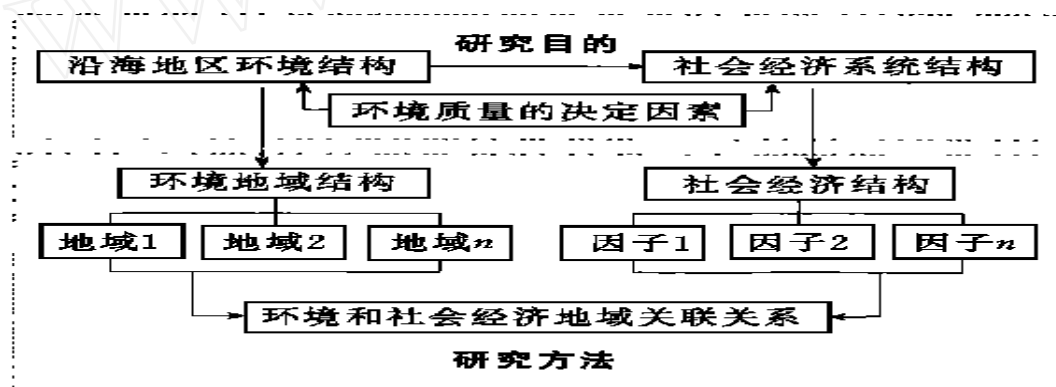 研究目的
沿海地区环境结构 社会经济系统结构
环境质量的决定因素
环境地域结构 社会经济结构
地域1 地域2 地域n 因子1 因子2 因子n
环境和社会经济地域关联关系
研究方法